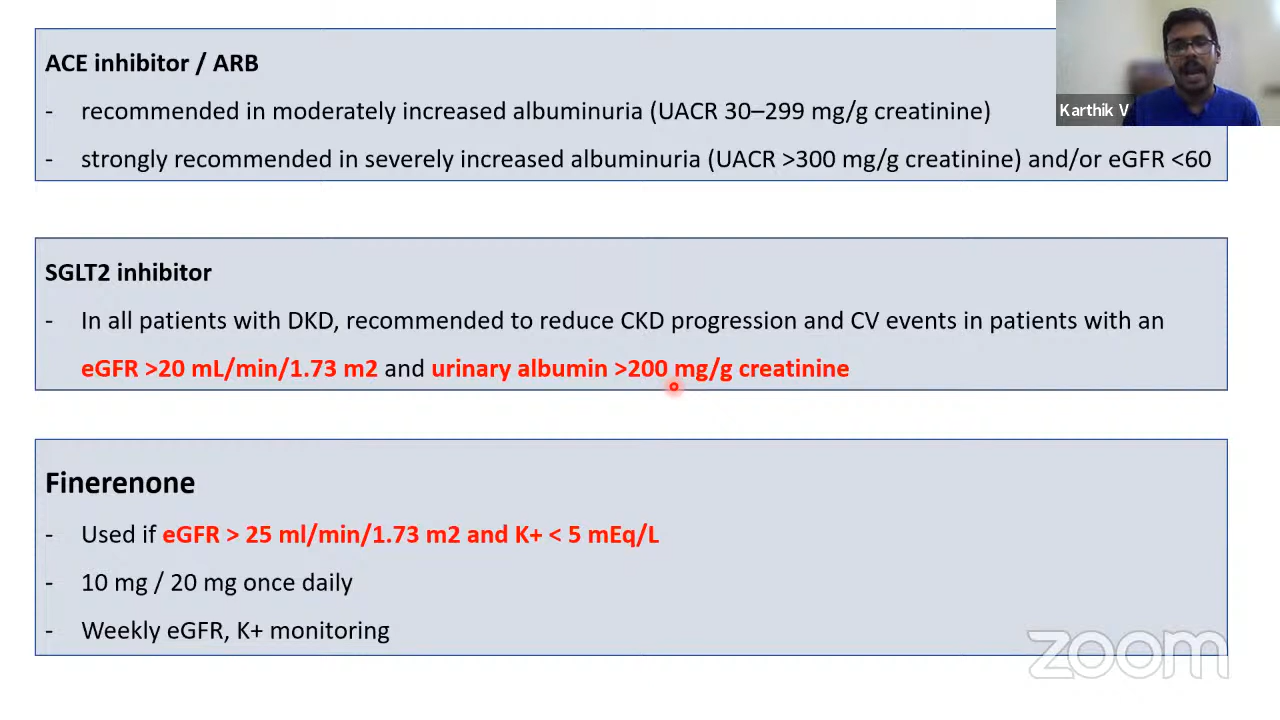 ACE inhibitor / ARB
- recommended in moderately increased albuminuria (UACR 30–299 mg/g creatinine)
- strongly recommended in severely increased albuminuria (UACR >300 mg/g creatinine) and/or eGFR <60
Karthik V
SGLT2 inhibitor
- In all patients with DKD, recommended to reduce CKD progression and CV events in patients with an
eGFR >20 mL/min/1.73 m2 and urinary albumin >200 mg/g creatinine
Finerenone
- Used if eGFR > 25 ml/min/1.73 m2 and K+ < 5 mEq/L
- 10 mg / 20 mg once daily
- Weekly eGFR, K+ monitoring
zoom